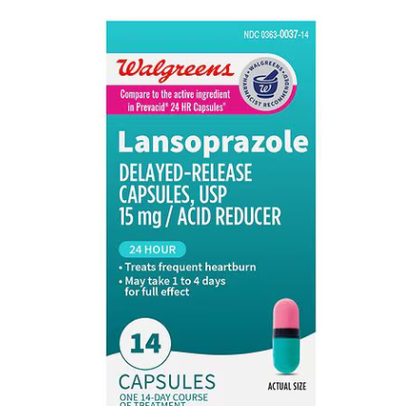 NDC 0363-0037-14
Walgreens
Compare to the active ingredient
in Prevacid® 24 HR Capsules†
WALGREENS
PHARMACIST RECOMMENDED
Lansoprazole
DELAYED-RELEASE
CAPSULES, USP
15 mg / ACID REDUCER
24 HOUR
• Treats frequent heartburn
• May take 1 to 4 days
for full effect
14
CAPSULES
ONE 14-DAY COURSE
OF TREATMENT
ACTUAL SIZE